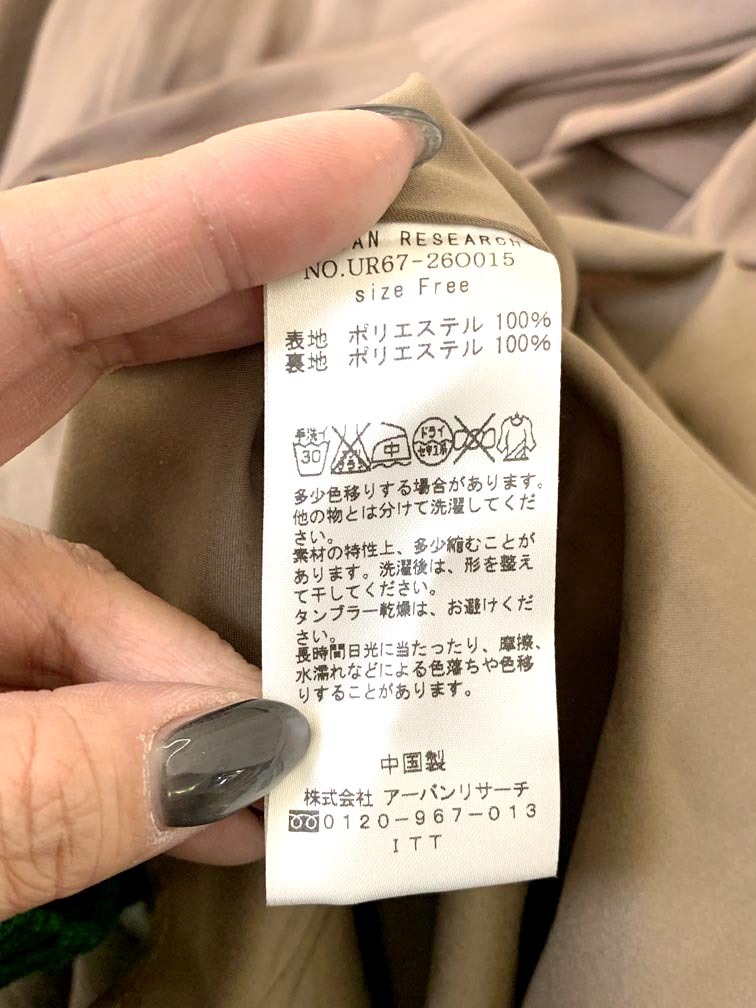 AN RESEARCH
NO.UR67-260015
size Free
表地 ポリエステル 100%
裏地 ポリエステル 100%
手洗イ
30
中
ドライ
セキユ系
多少色移りする場合があります。
他の物とは分けて洗濯してくだ
さい。
素材の特性上、多少縮むことが
あります。洗濯後は、形を整え
て干してください。
タンブラー乾燥は、お避けくだ
さい。
長時間日光に当たったり、摩擦、
水濡れなどによる色落ちや色移
りすることがあります。
中国製
株式会社 アーバンリサーチ
0120-967-013
ITT